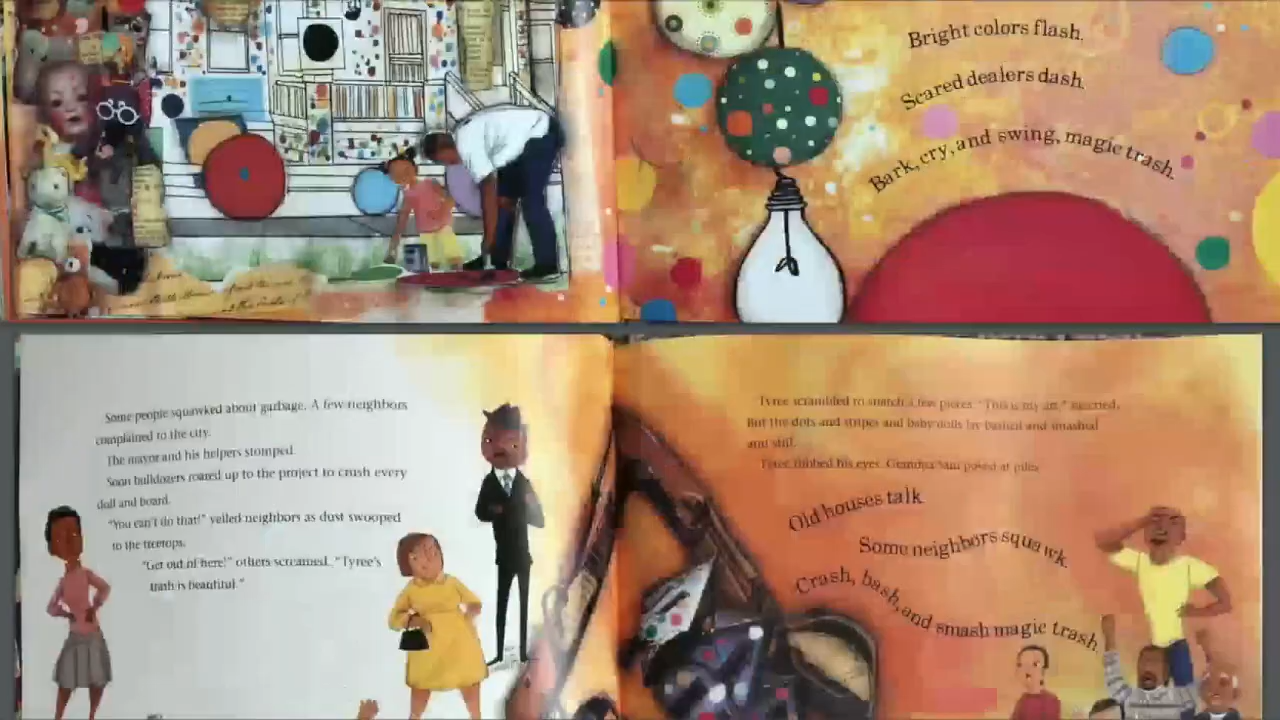 Bright colors flash.
Scared dealers dash.
Bark, cry, and swing, magic trash.
Some people squawked about garbage. A few neighbors
complained to the city.
The mayor and his helpers stomped.
Soon bulldozers roared up to the project to crush every
doll and board.
"You can't do that!" yelled neighbors as dust swooped
to the treetops.
"Get out of here!" others screamed. "Tyree's
trash is beautiful."
Tyree scrambled to snatch a few pieces. "This is my art,"
But the dots and stripes and baby dolls lay bashed and smashed
and still.
Tyree rubbed his eyes. Grandpa Sam at piles
Old houses talk
Some neighbors squawk.
Crash, bash, and smash magic trash.